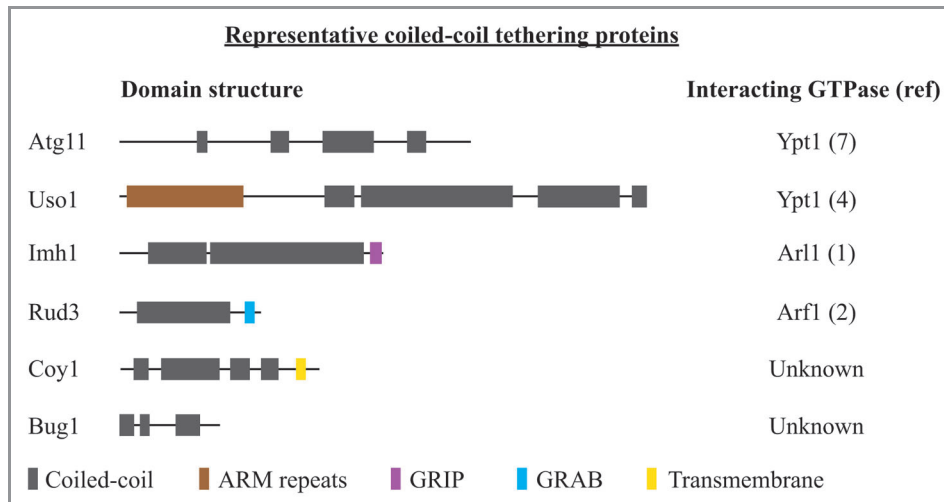 Representative coiled-coil tethering proteins
Domain structure Interacting GTPase (ref)
Atg11 Ypt1 (7)
Uso1 Ypt1 (4)
Imh1 Arl1 (1)
Rud3 Arf1 (2)
Coy1 Unknown
Bug1 Unknown
Coiled-coil ARM repeats GRIP GRAB Transmembrane